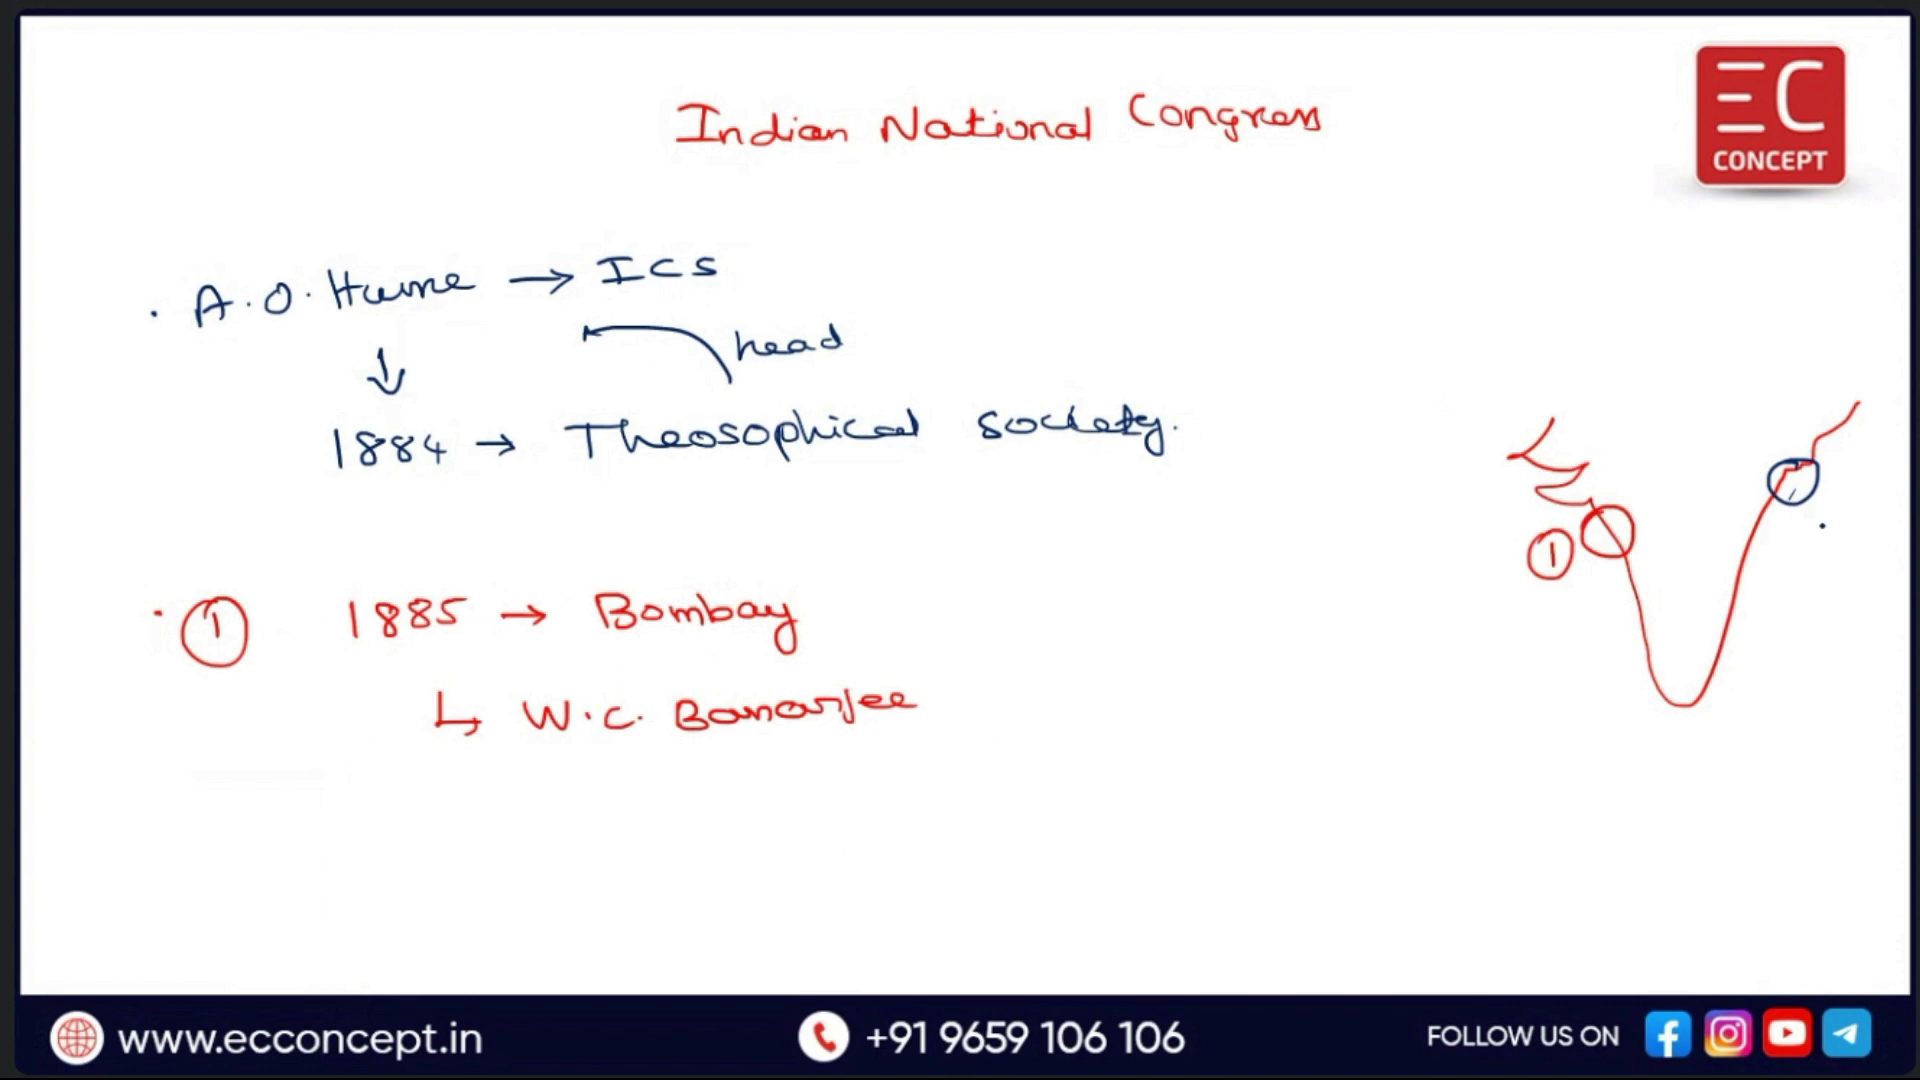 Indian National Congress
EC
CONCEPT
. A.O. Hume → ICS
↓
head
1884 → Theosophical society.
. ① 1885 → Bombay
↳ W.C. Banarjee
①
www.ecconcept.in
+91 9659 106 106
FOLLOW US ON